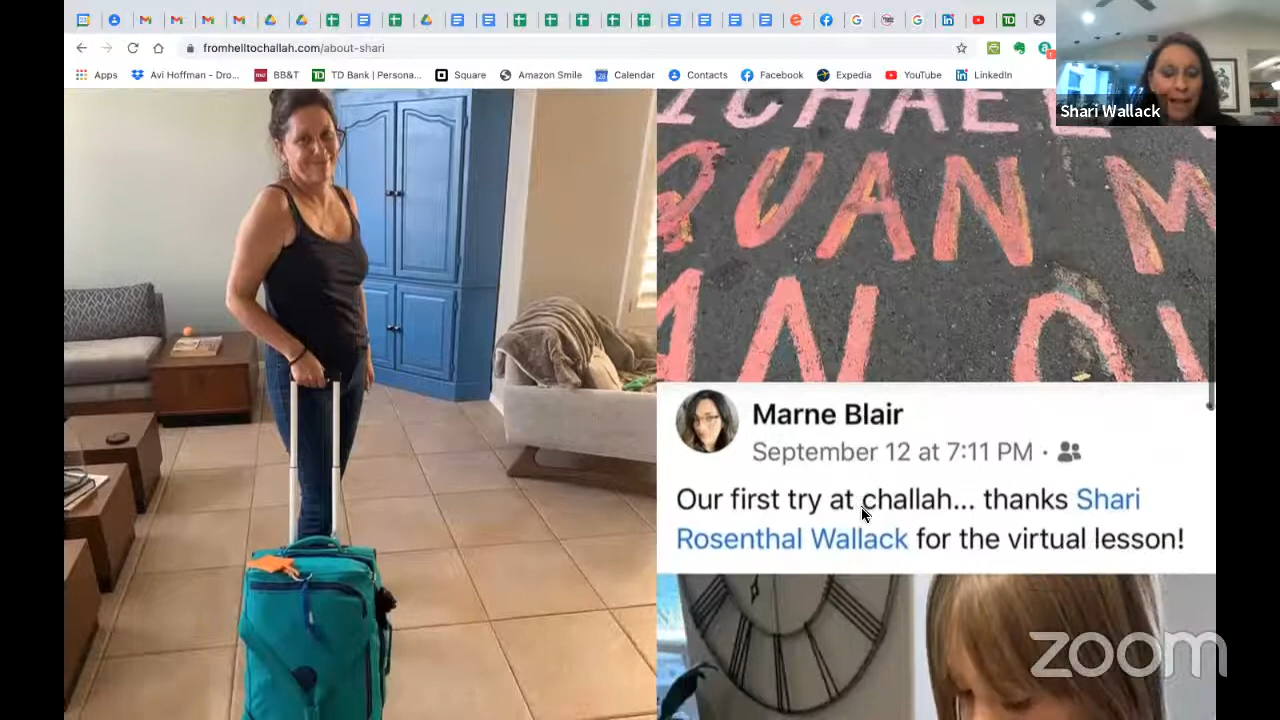 fromhelltochallah.com/about-shari
Apps
Avi Hoffman - Dro...
BB&T
TD Bank | Persona...
Square
Amazon Smile
Calendar
Contacts
Facebook
Expedia
YouTube
LinkedIn
Shari Wallack
QUAN M
AN
Marne Blair
September 12 at 7:11 PM ·
Our first try at challah... thanks Shari
Rosenthal Wallack for the virtual lesson!
zoom